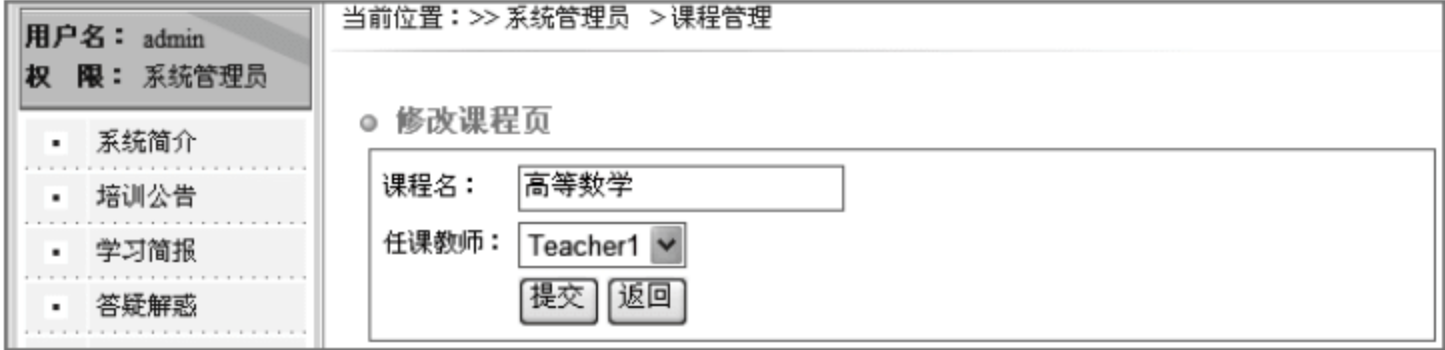 用户名： admin
权 限： 系统管理员
系统简介
培训公告
学习简报
答疑解惑
当前位置：>> 系统管理员 >课程管理
修改课程页
课程名： 高等数学
任课教师： Teacher1
提交 返回